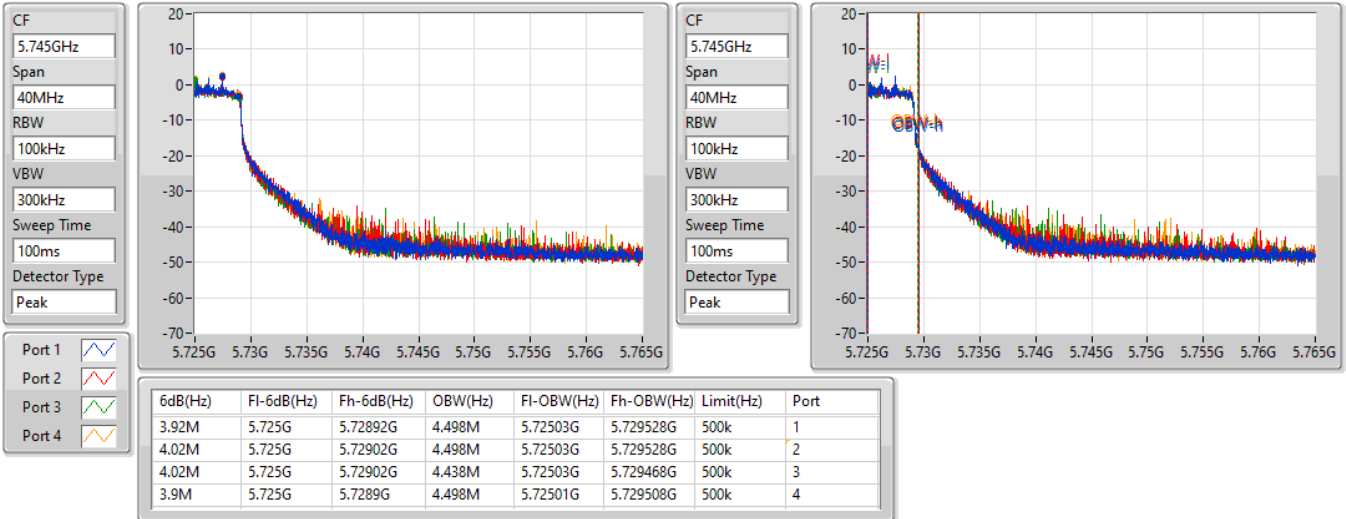 CF
5.745GHz
Span
40MHz
RBW
100kHz
VBW
300kHz
Sweep Time
100ms
Detector Type
Peak
20
10
0
-10
-20
-30
-40
-50
-60
-70
5.725G 5.73G 5.735G 5.74G 5.745G 5.75G 5.755G 5.76G 5.765G
CF
5.745GHz
Span
40MHz
RBW
100kHz
VBW
300kHz
Sweep Time
100ms
Detector Type
Peak
20
10
0
-10
-20
-30
-40
-50
-60
-70
W-l
OBW-h
5.725G 5.73G 5.735G 5.74G 5.745G 5.75G 5.755G 5.76G 5.765G
Port 1
Port 2
Port 3
Port 4
6dB(Hz) Fl-6dB(Hz) Fh-6dB(Hz) OBW(Hz) Fl-OBW(Hz) Fh-OBW(Hz) Limit(Hz) Port
3.92M 5.725G 5.72892G 4.498M 5.72503G 5.729528G 500k 1
4.02M 5.725G 5.72902G 4.498M 5.72503G 5.729528G 500k 2
4.02M 5.725G 5.72902G 4.438M 5.72503G 5.729468G 500k 3
3.9M 5.725G 5.7289G 4.498M 5.72501G 5.729508G 500k 4